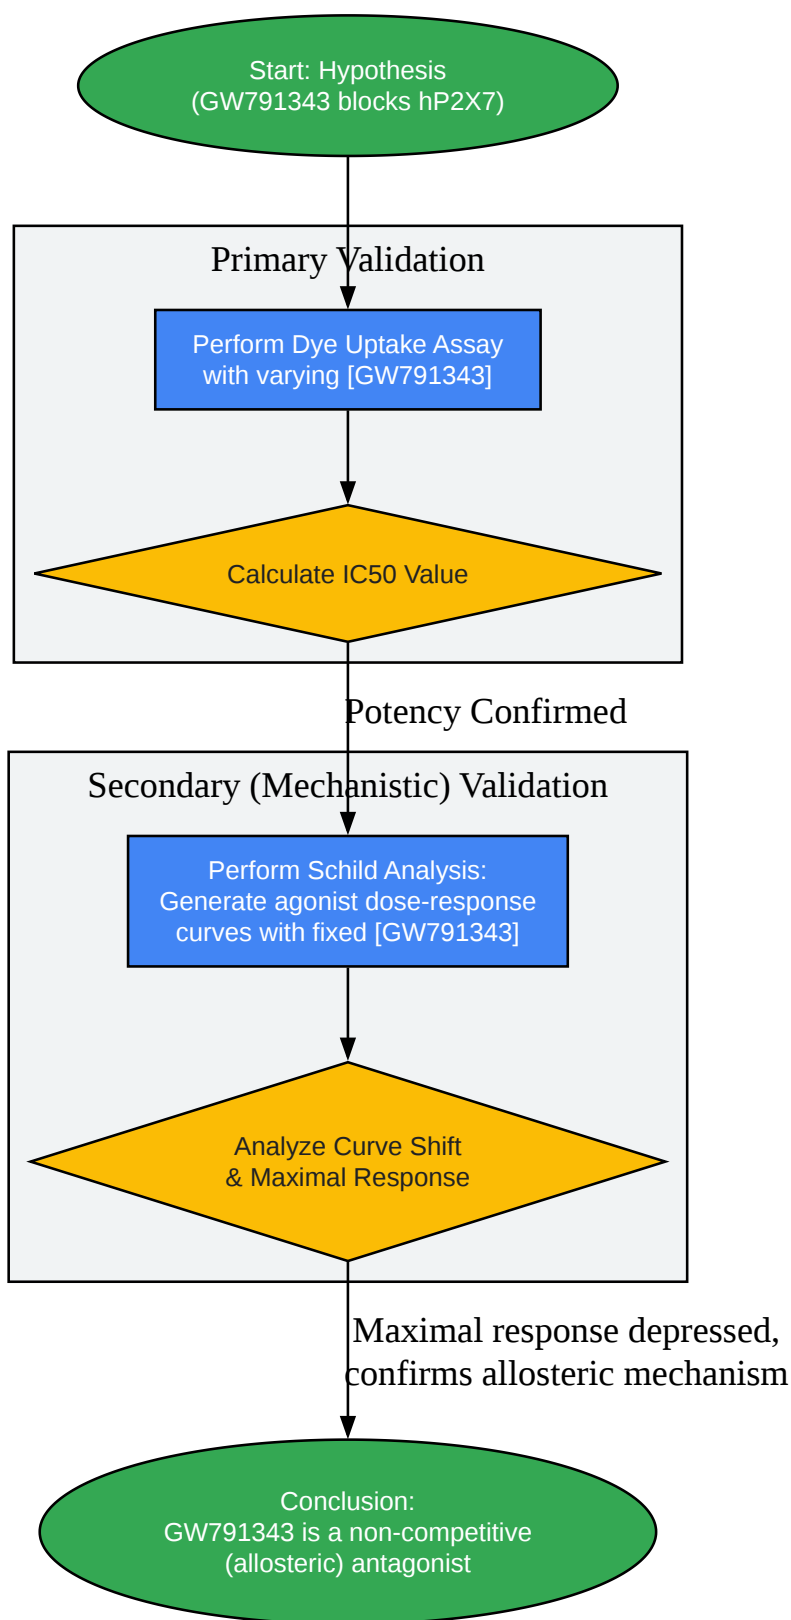 Start: Hypothesis
(GW791343 blocks hP2X7)
Primary Validation
Perform Dye Uptake Assay
with varying [GW791343]
Calculate IC50 Value
Potency Confirmed
Secondary (Mechanistic) Validation
Perform Schild Analysis:
Generate agonist dose-response
curves with fixed [GW791343]
Analyze Curve Shift
& Maximal Response
Maximal response depressed,
confirms allosteric mechanism
Conclusion:
GW791343 is a non-competitive
(allosteric) antagonist